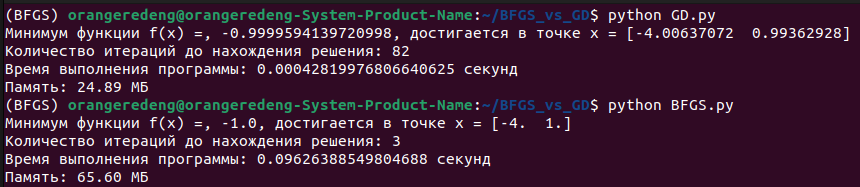 (BFGS) orangeredeng@orangeredeng-System-Product-Name:~/BFGS_vs_GD$ python GD.py
Минимум функции f(x) =, -0.9999594139720998, достигается в точке x = [-4.00637072  0.99362928]
Количество итераций до нахождения решения: 82
Время выполнения программы: 0.00042819976806640625 секунд
Память: 24.89 МБ
(BFGS) orangeredeng@orangeredeng-System-Product-Name:~/BFGS_vs_GD$ python BFGS.py
Минимум функции f(x) =, -1.0, достигается в точке x = [-4.  1.]
Количество итераций до нахождения решения: 3
Время выполнения программы: 0.09626388549804688 секунд
Память: 65.60 МБ